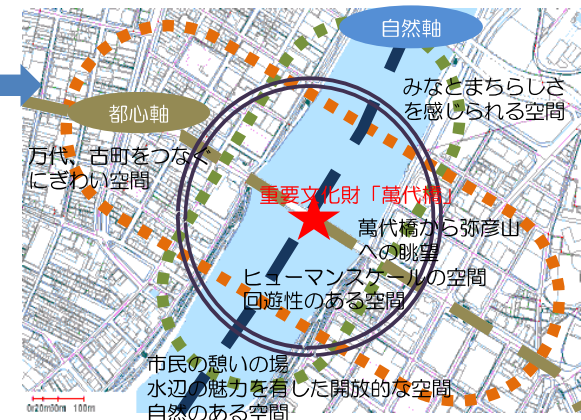 自然軸
みなとまちらしさ
を感じられる空間
都心軸
万代、古町をつなぐ
にぎわい空間
重要文化財「萬代橋」
萬代橋から弥彦山
への眺望
ヒューマンスケールの空間
回遊性のある空間
市民の憩いの場
水辺の魅力を有した開放的な空間
自然のある空間
100m